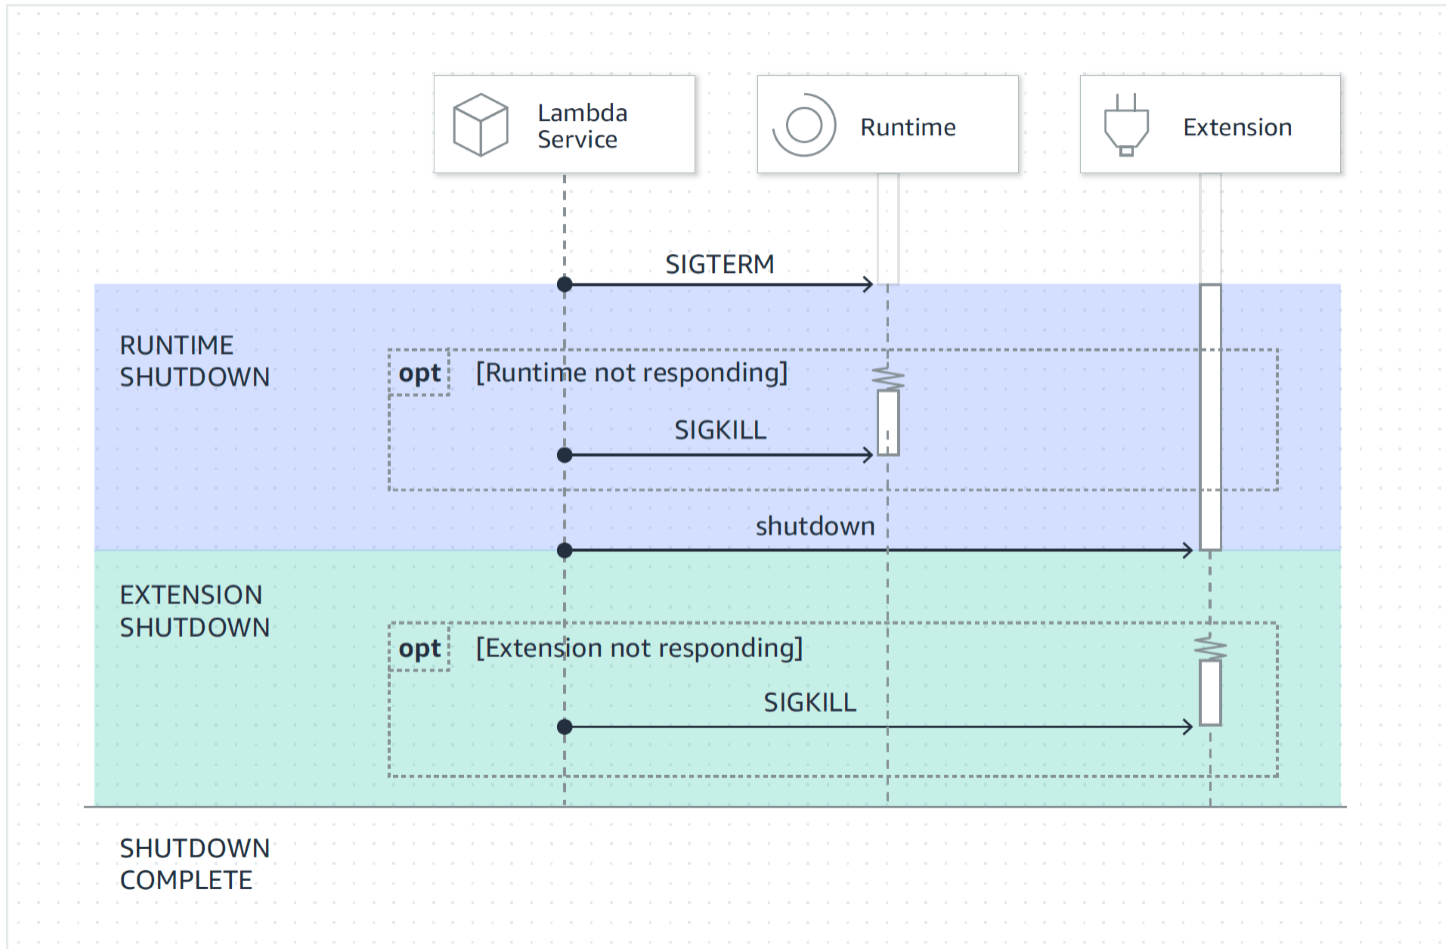 Lambda
Service
Runtime
Extension
SIGTERM
RUNTIME
SHUTDOWN
opt [Runtime not responding]
SIGKILL
shutdown
EXTENSION
SHUTDOWN
opt [Extension not responding]
SIGKILL
SHUTDOWN
COMPLETE